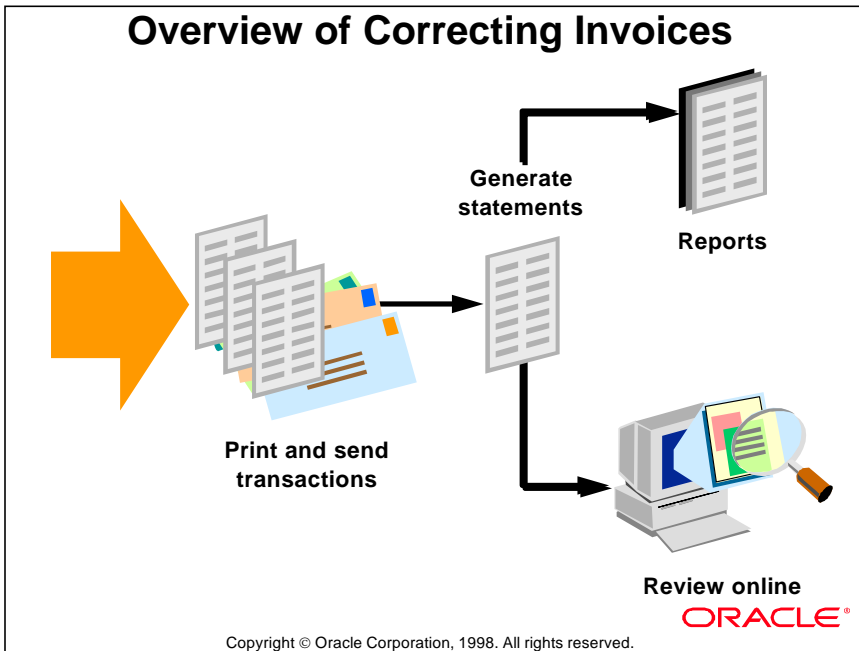 Overview of Correcting Invoices
Generate
statements
Reports
Print and send
transactions
Review online
ORACLE®
Copyright © Oracle Corporation, 1998. All rights reserved.